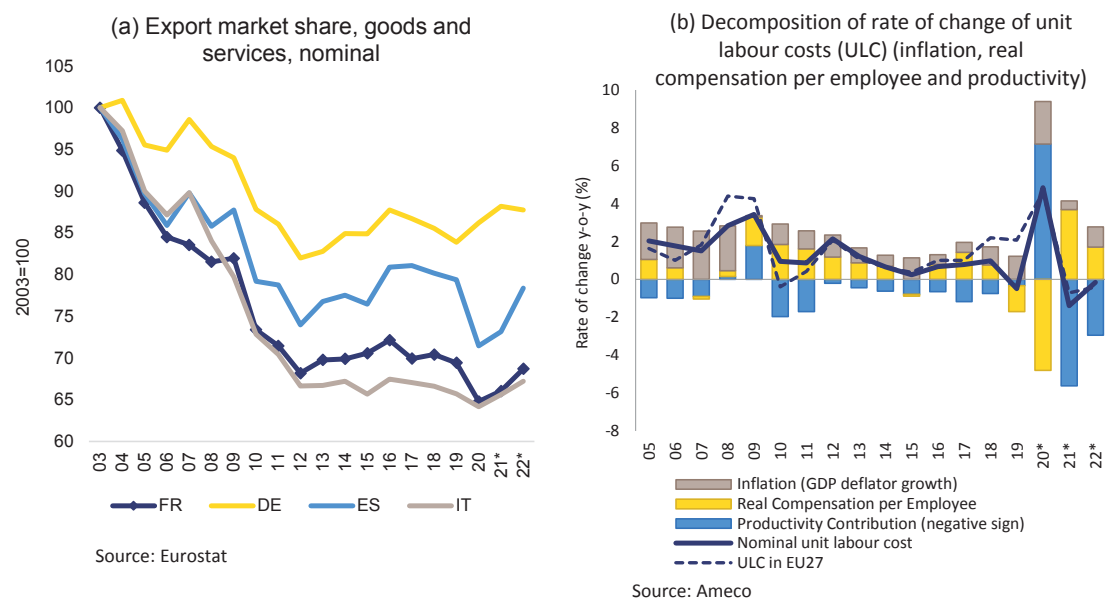 (a) Export market share, goods and
services, nominal
2003=100
105
100
95
90
85
80
75
70
65
60
03 04 05 06 07 08 09 10 11 12 13 14 15 16 17 18 19 20 21* 22*
FR DE ES IT
Source: Eurostat
(b) Decomposition of rate of change of unit
labour costs (ULC) (inflation, real
compensation per employee and productivity)
Rate of change y-o-y (%)
10
8
6
4
2
0
-2
-4
-6
-8
05 06 07 08 09 10 11 12 13 14 15 16 17 18 19 20* 21* 22*
Inflation (GDP deflator growth)
Real Compensation per Employee
Productivity Contribution (negative sign)
Nominal unit labour cost
ULC in EU27
Source: Ameco